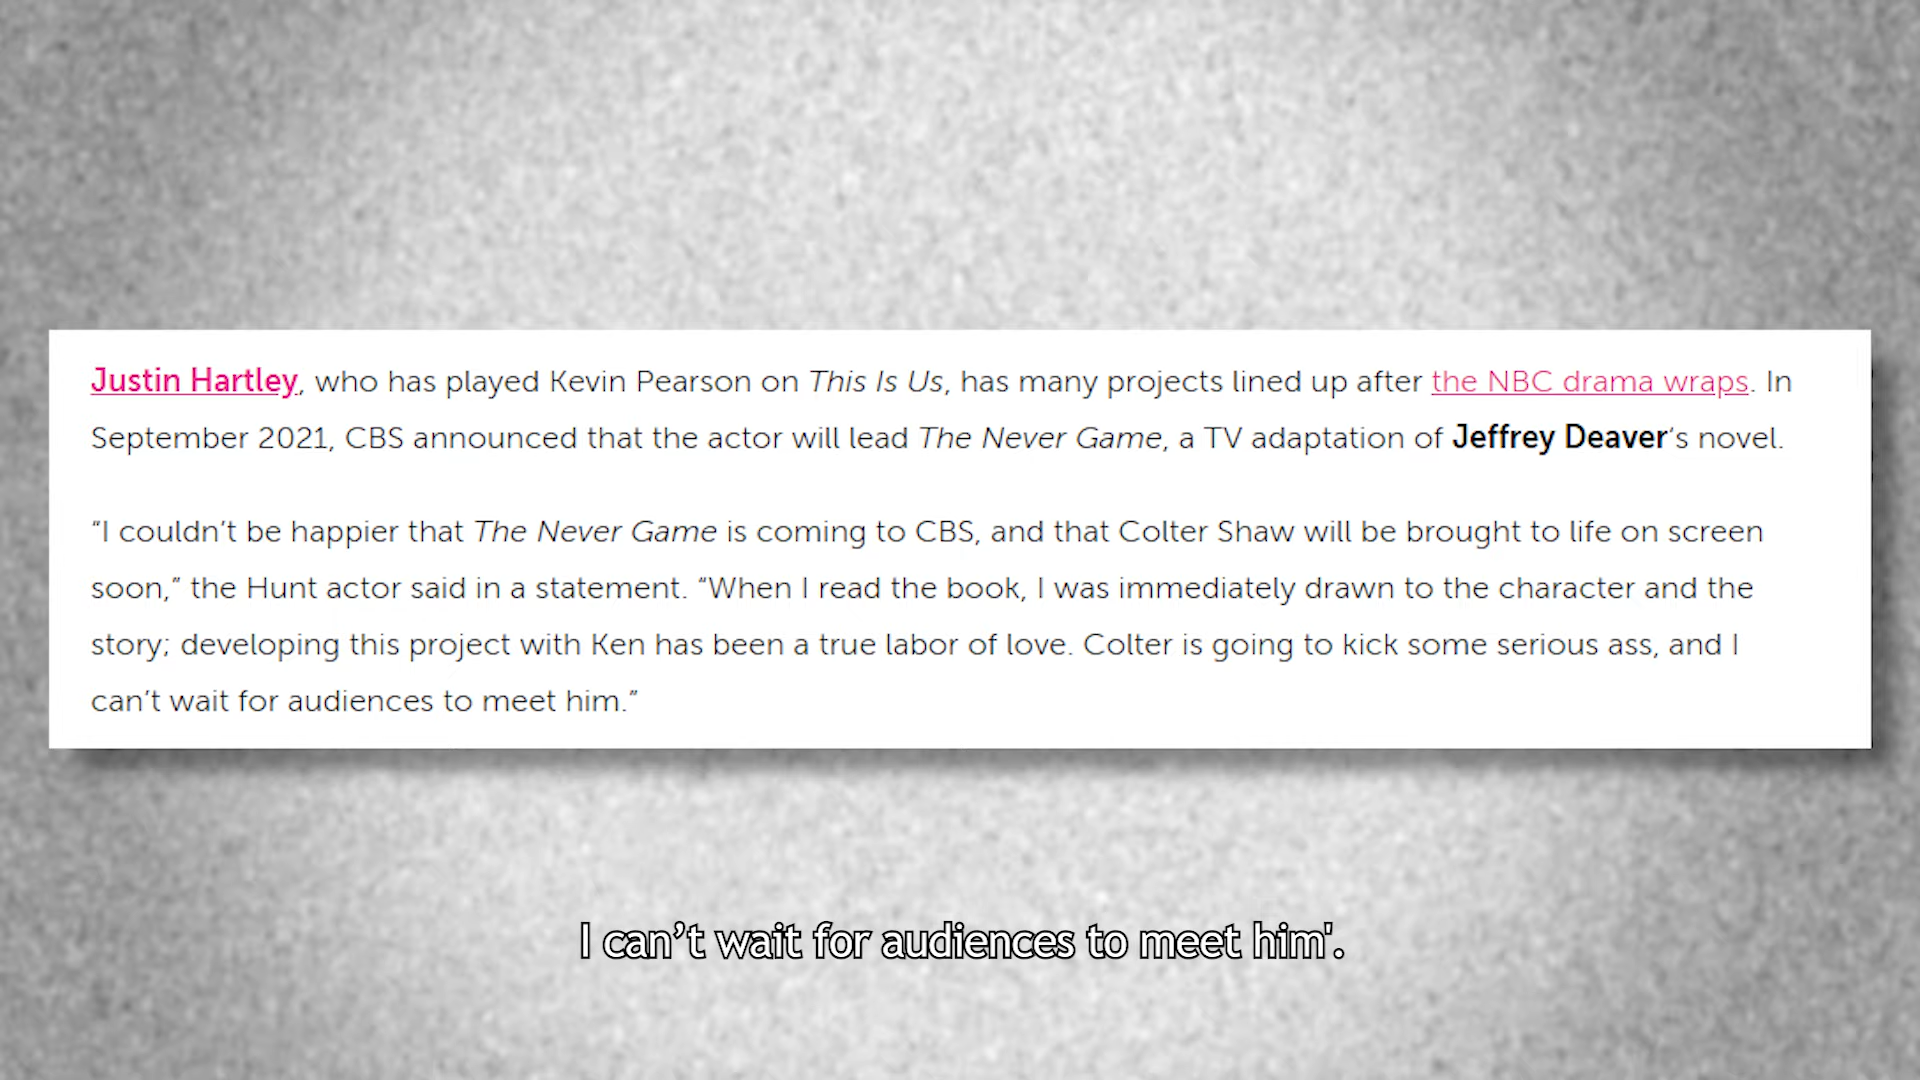 Justin Hartley, who has played Kevin Pearson on This Is Us, has many projects lined up after the NBC drama wraps. In
September 2021, CBS announced that the actor will lead The Never Game, a TV adaptation of Jeffrey Deaver‘s novel.
“I couldn’t be happier that The Never Game is coming to CBS, and that Colter Shaw will be brought to life on screen
soon,” the Hunt actor said in a statement. “When I read the book, I was immediately drawn to the character and the
story; developing this project with Ken has been a true labor of love. Colter is going to kick some serious ass, and I
can’t wait for audiences to meet him.”
I can’t wait for audiences to meet him'.